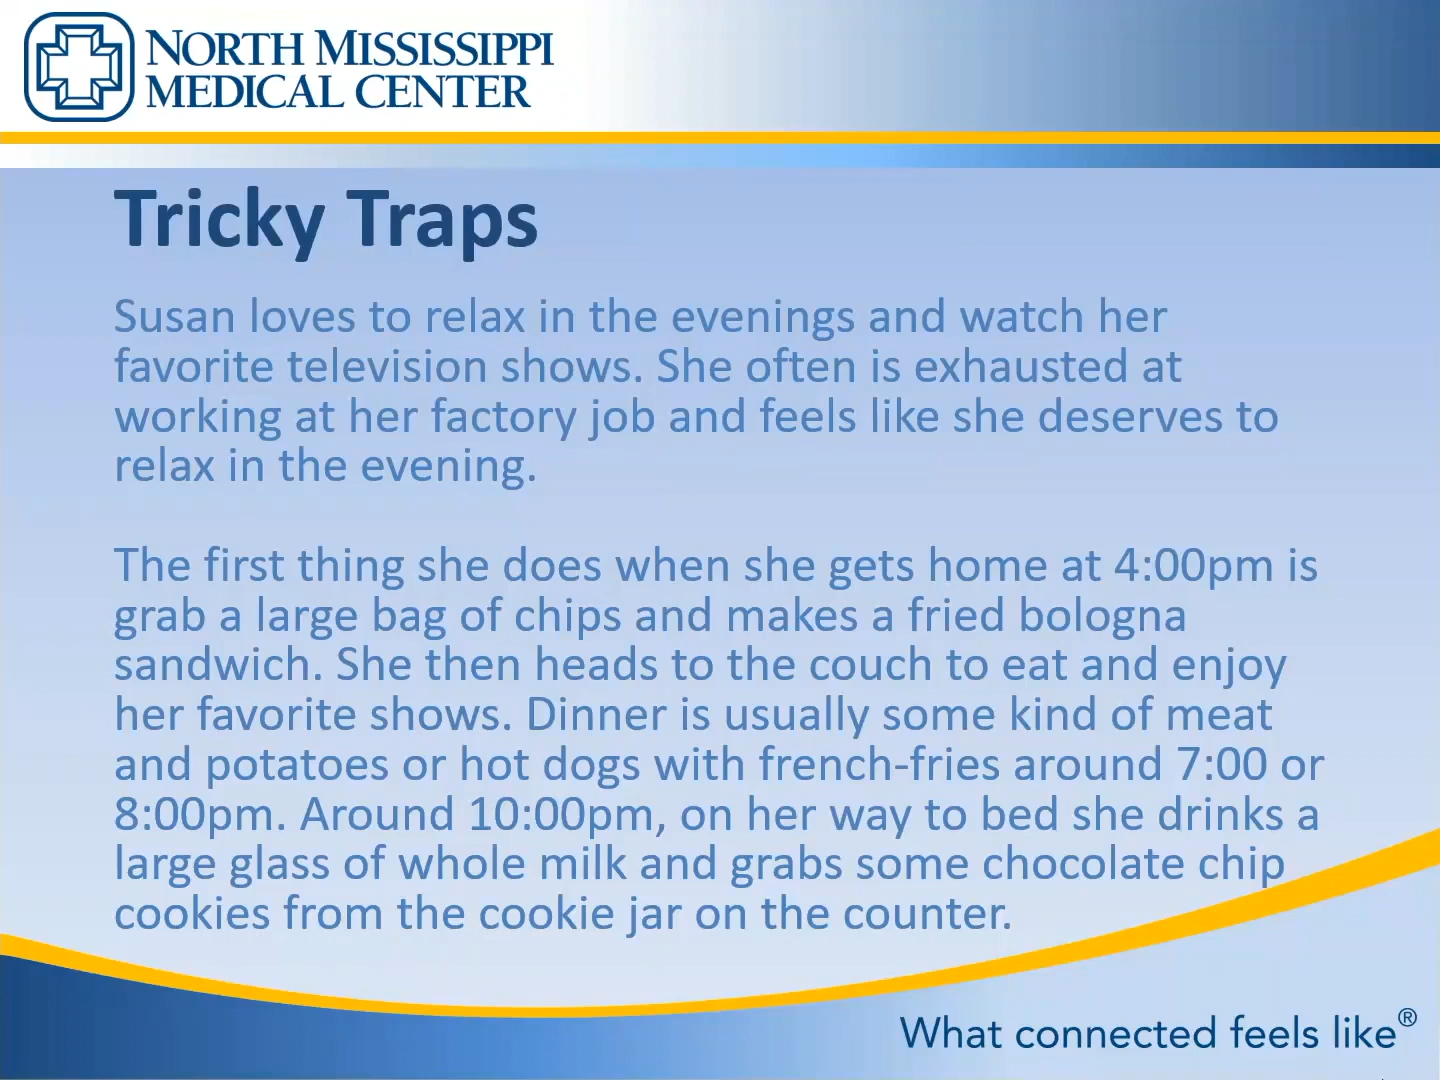 NORTH MISSISSIPPI
MEDICAL CENTER
Tricky Traps
Susan loves to relax in the evenings and watch her
favorite television shows. She often is exhausted at
working at her factory job and feels like she deserves to
relax in the evening.
The first thing she does when she gets home at 4:00pm is
grab a large bag of chips and makes a fried bologna
sandwich. She then heads to the couch to eat and enjoy
her favorite shows. Dinner is usually some kind of meat
and potatoes or hot dogs with french-fries around 7:00 or
8:00pm. Around 10:00pm, on her way to bed she drinks a
large glass of whole milk and grabs some chocolate chip
cookies from the cookie jar on the counter.
What connected feels like®